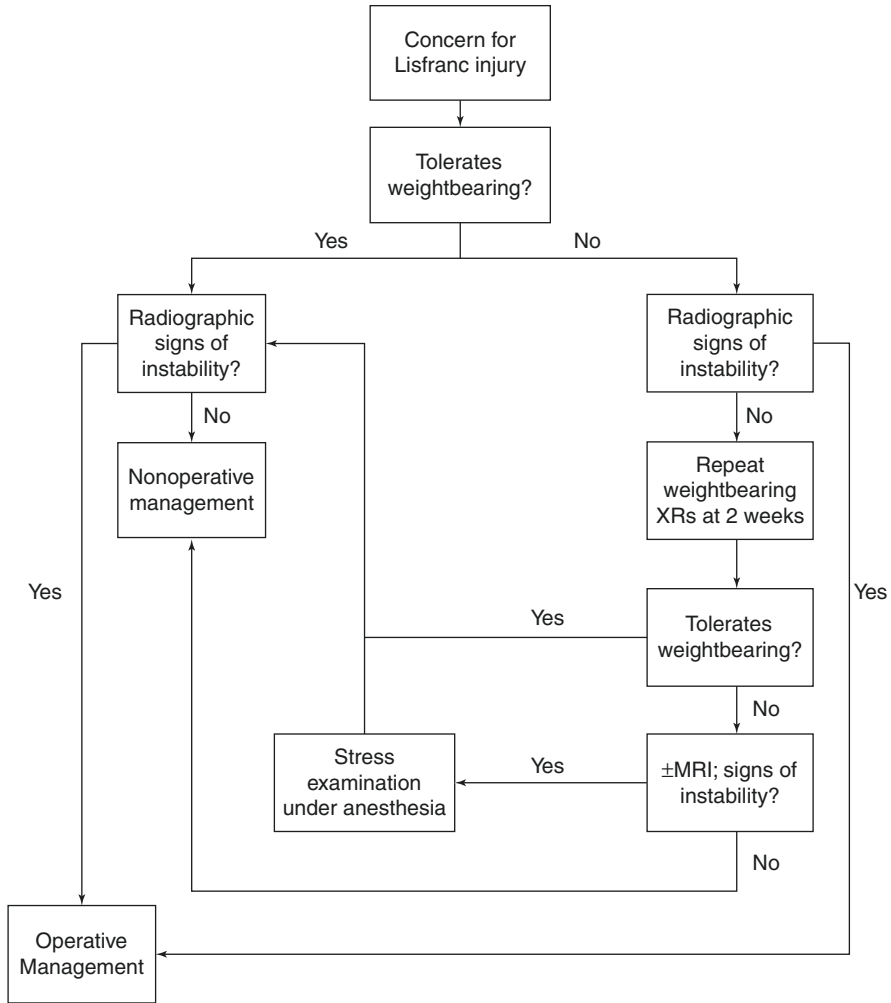 Concern for
Lisfranc injury
Tolerates
weightbearing?
Yes
No
Radiographic
signs of
instability?
Radiographic
signs of
instability?
No
No
Nonoperative
management
Repeat
weightbearing
XRs at 2 weeks
Yes
Yes
Yes
Tolerates
weightbearing?
No
Stress
examination
under anesthesia
Yes
±MRI; signs of
instability?
No
Operative
Management